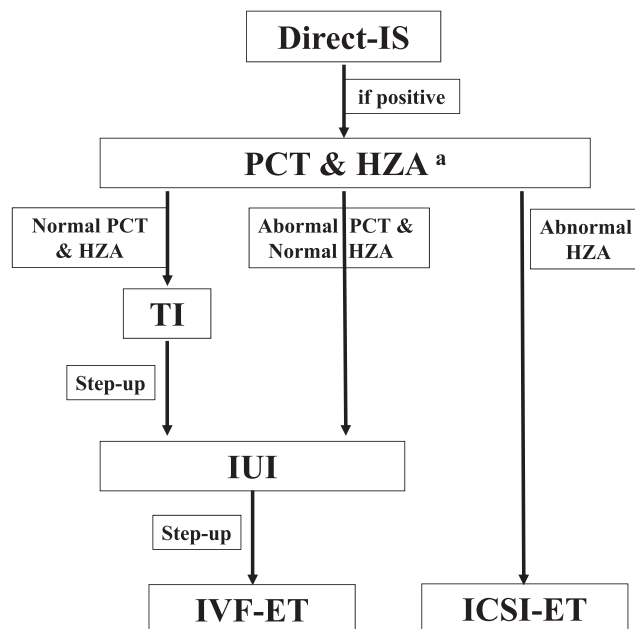 Direct-IS
if positive
PCT & HZA a
Normal PCT
& HZA
Abormal PCT &
Normal HZA
Abnormal
HZA
TI
Step-up
IUI
Step-up
IVF-ET
ICSI-ET